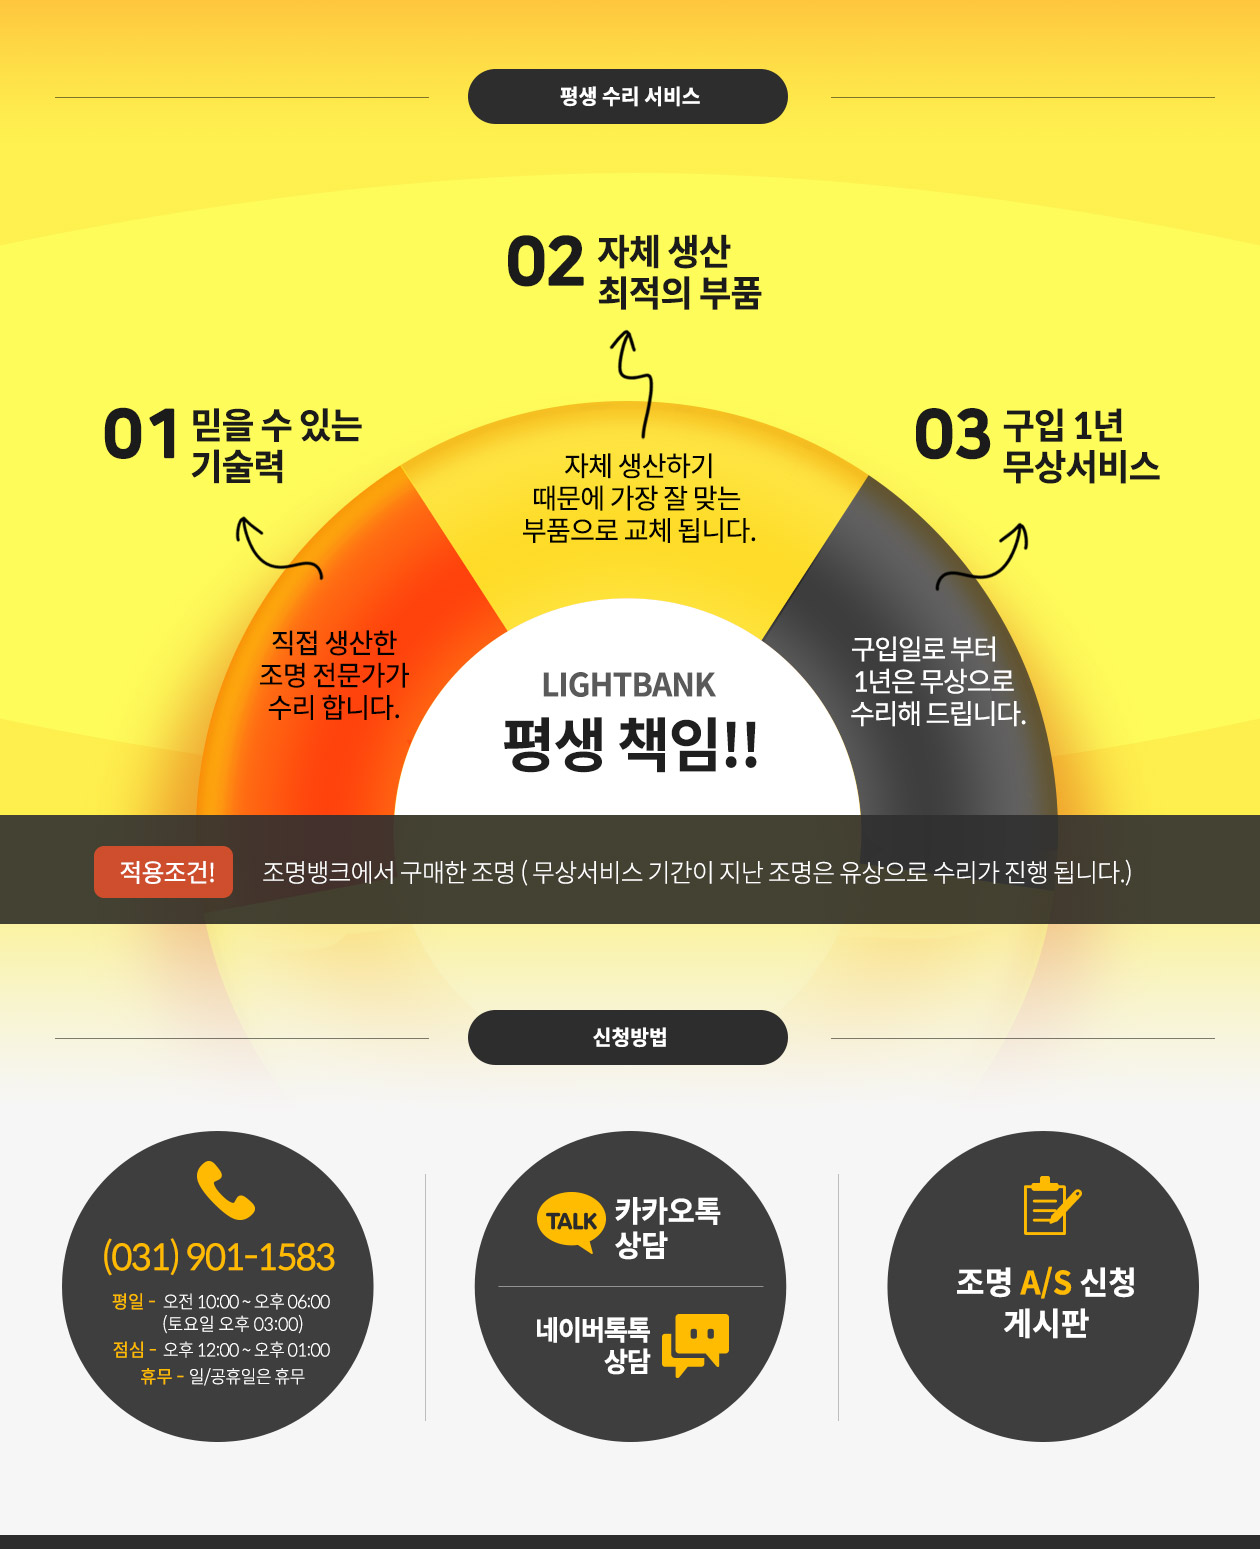 평생 수리 서비스
02 자체 생산
최적의 부품
01 믿을 수 있는
기술력
03 구입 1년
무상서비스
자체 생산하기
때문에 가장 잘 맞는
부품으로 교체 됩니다.
직접 생산한
조명 전문가가
수리 합니다.
구입일로 부터
1년은 무상으로
수리해 드립니다.
LIGHTBANK
평생 책임!!
적용조건! 조명뱅크에서 구매한 조명 ( 무상서비스 기간이 지난 조명은 유상으로 수리가 진행 됩니다.)
신청방법
(031) 901-1583
평일 - 오전 10:00 ~ 오후 06:00
(토요일 오후 03:00)
점심 - 오후 12:00 ~ 오후 01:00
휴무 - 일/공휴일은 휴무
TALK 카카오톡
상담
네이버톡톡
상담
조명 A/S 신청
게시판